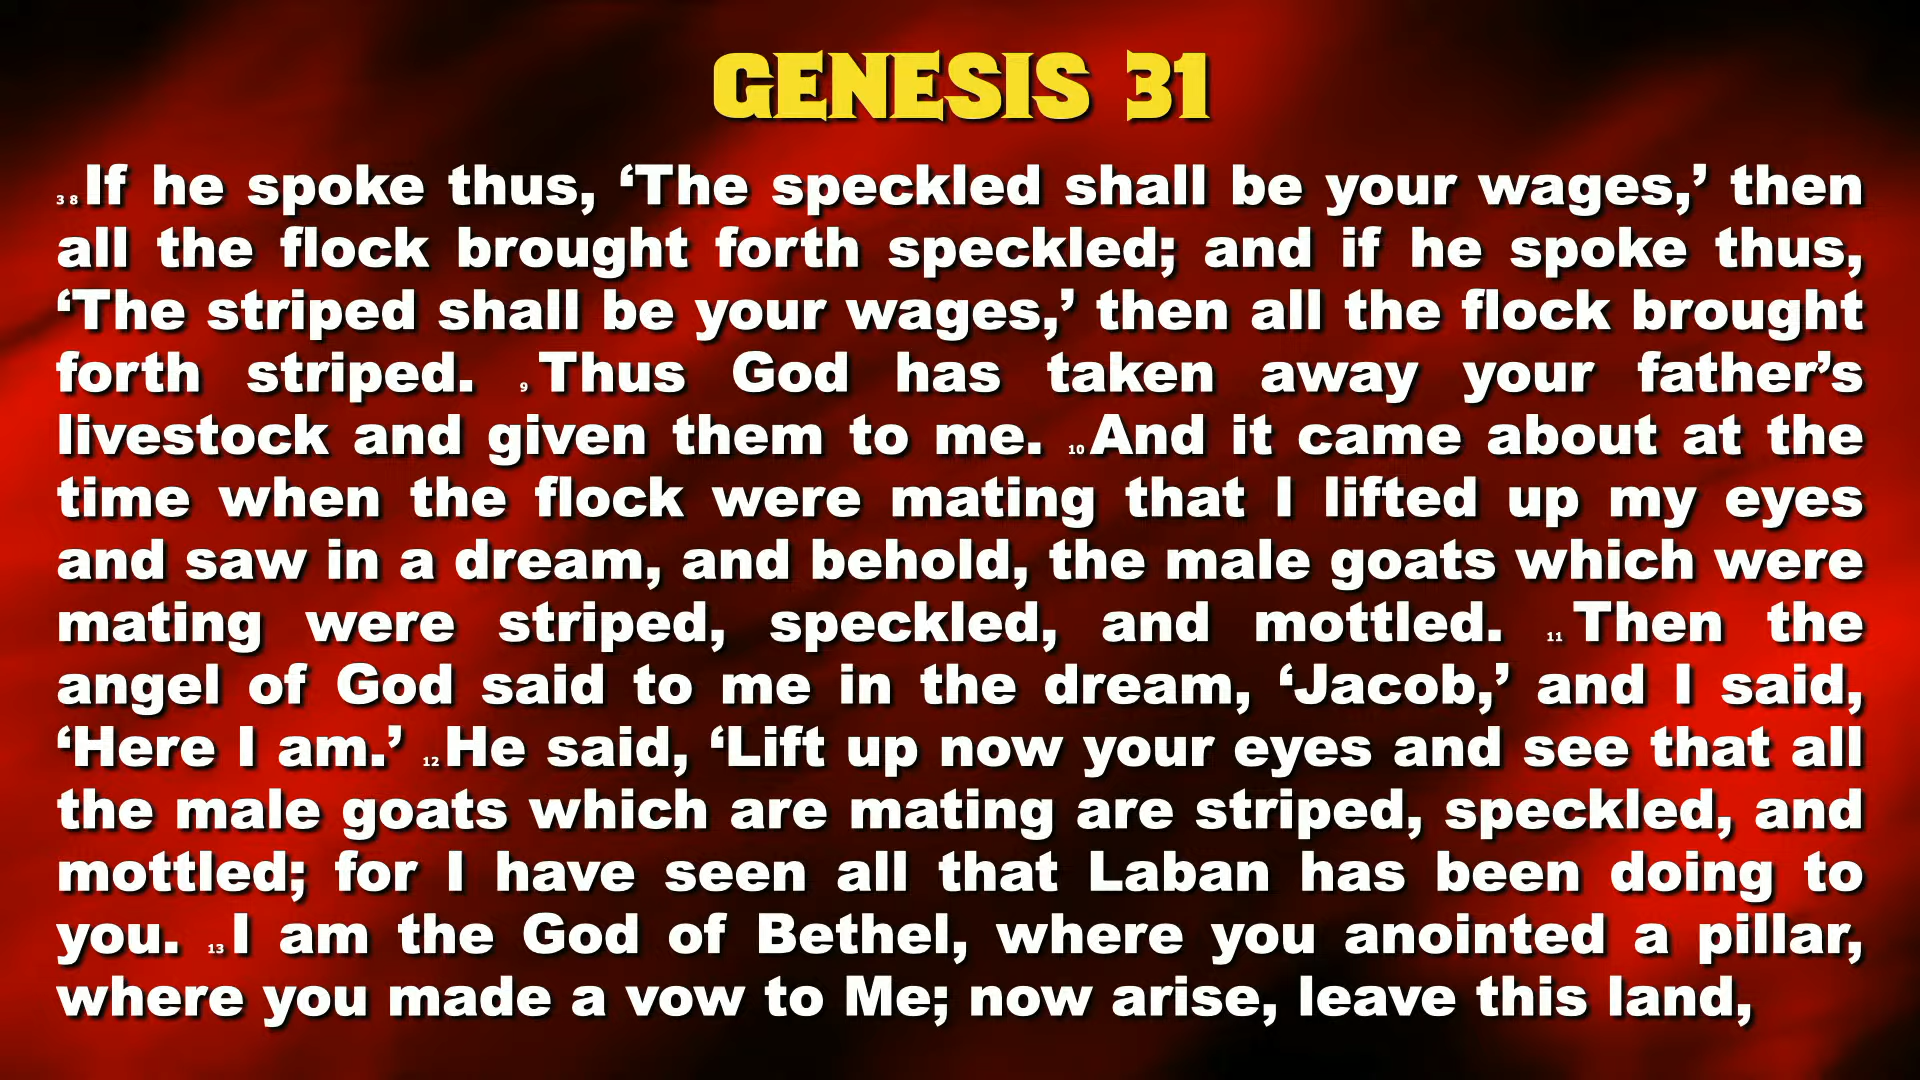 GENESIS 31
3 8 If he spoke thus, ‘The speckled shall be your wages,’ then
all the flock brought forth speckled; and if he spoke thus,
‘The striped shall be your wages,’ then all the flock brought
forth striped. 9 Thus God has taken away your father’s
livestock and given them to me. 10 And it came about at the
time when the flock were mating that I lifted up my eyes
and saw in a dream, and behold, the male goats which were
mating were striped, speckled, and mottled. 11 Then the
angel of God said to me in the dream, ‘Jacob,’ and I said,
‘Here I am.’ 12 He said, ‘Lift up now your eyes and see that all
the male goats which are mating are striped, speckled, and
mottled; for I have seen all that Laban has been doing to
you. 13 I am the God of Bethel, where you anointed a pillar,
where you made a vow to Me; now arise, leave this land,